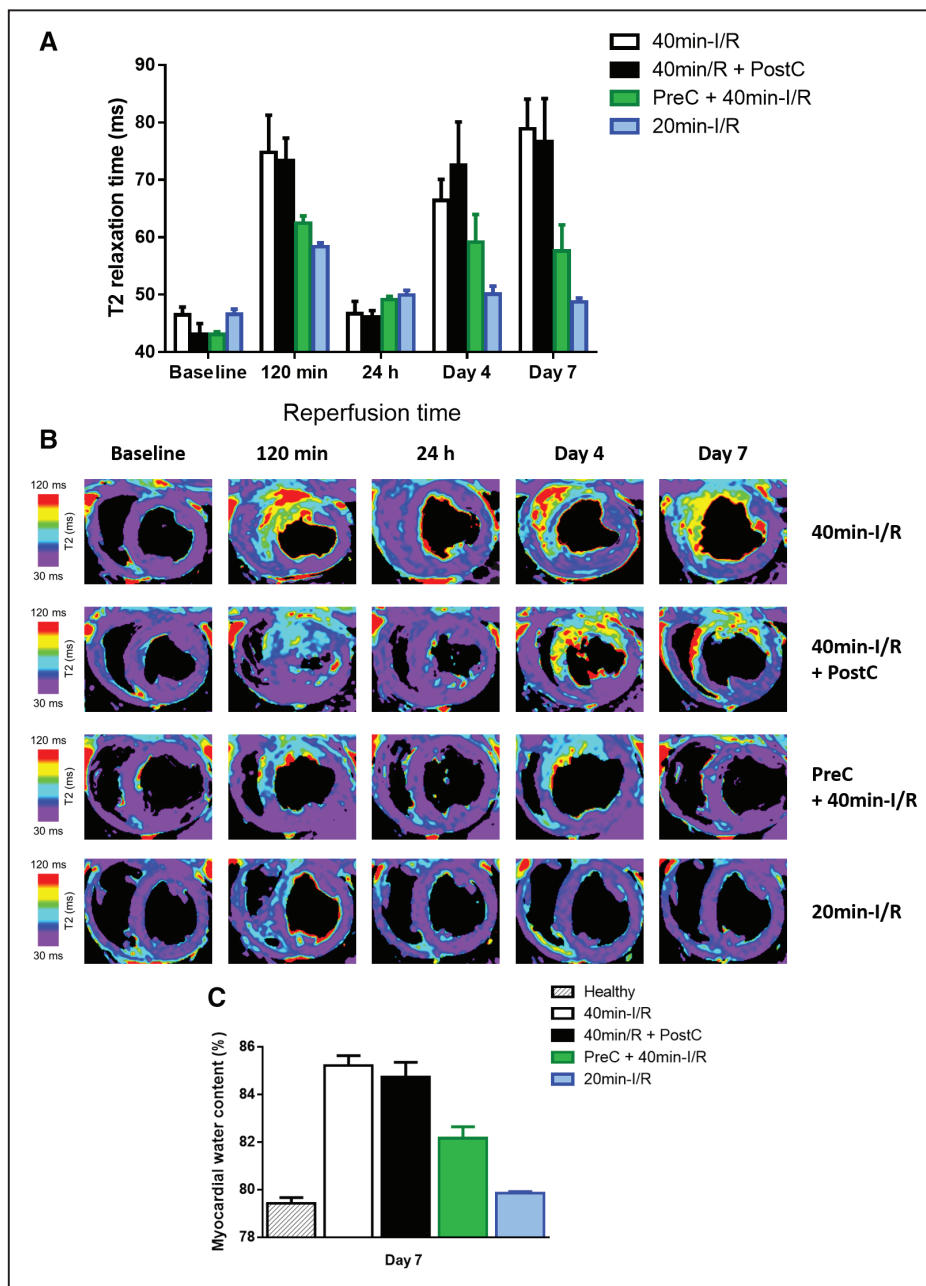 A
40min-I/R
40min/R + PostC
PreC + 40min-I/R
20min-I/R
T2 relaxation time (ms)
90
80
70
60
50
40
Baseline 120 min 24 h Day 4 Day 7
Reperfusion time
B
Baseline 120 min 24 h Day 4 Day 7
120 ms
T2 (ms)
30 ms
40min-I/R
120 ms
T2 (ms)
30 ms
40min-I/R
+ PostC
120 ms
T2 (ms)
30 ms
PreC
+ 40min-I/R
120 ms
T2 (ms)
30 ms
20min-I/R
C
Healthy
40min-I/R
40min/R + PostC
PreC + 40min-I/R
20min-I/R
Myocardial water content (%)
86
84
82
80
78
Day 7